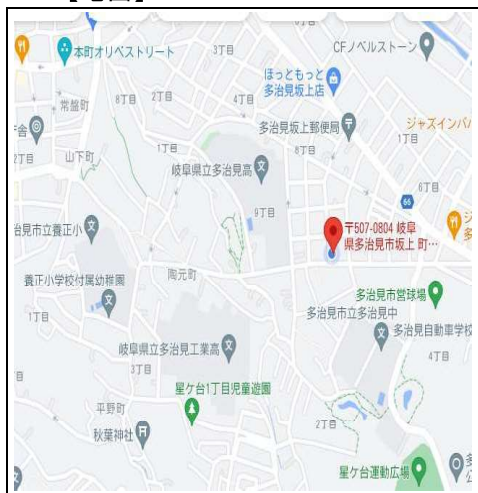 本町オリベストリート
3丁目
CFノベルストーン
ほっともっと
多治見坂上店
常盤町
8丁目
2丁目
4丁目
庁舎
2丁目
山下町
1丁目
多治見坂上郵便局
8丁目
ジャズインバ
1丁目
岐阜県立多治見高
6丁目
66
9丁目
治見市立養正小
〒507-0804 岐阜
県多治見市坂上 町…
陶元町
養正小学校付属幼稚園
多治見市営球場
多治見市立多治見中
1丁目
多治見自動車学校
岐阜県立多治見工業高
4丁目
3丁目
星ケ台1丁目児童遊園
平野町
2丁目
秋葉神社
星ケ台運動広場